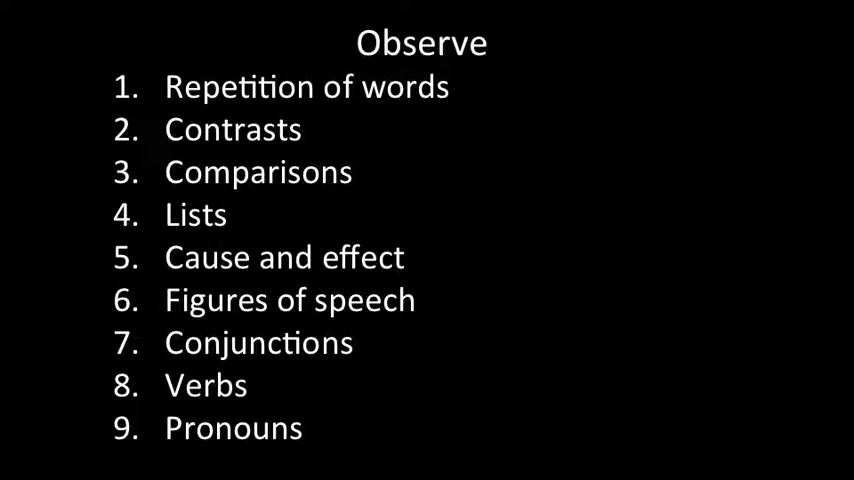 Observe
1. Repetition of words
2. Contrasts
3. Comparisons
4. Lists
5. Cause and effect
6. Figures of speech
7. Conjunctions
8. Verbs
9. Pronouns